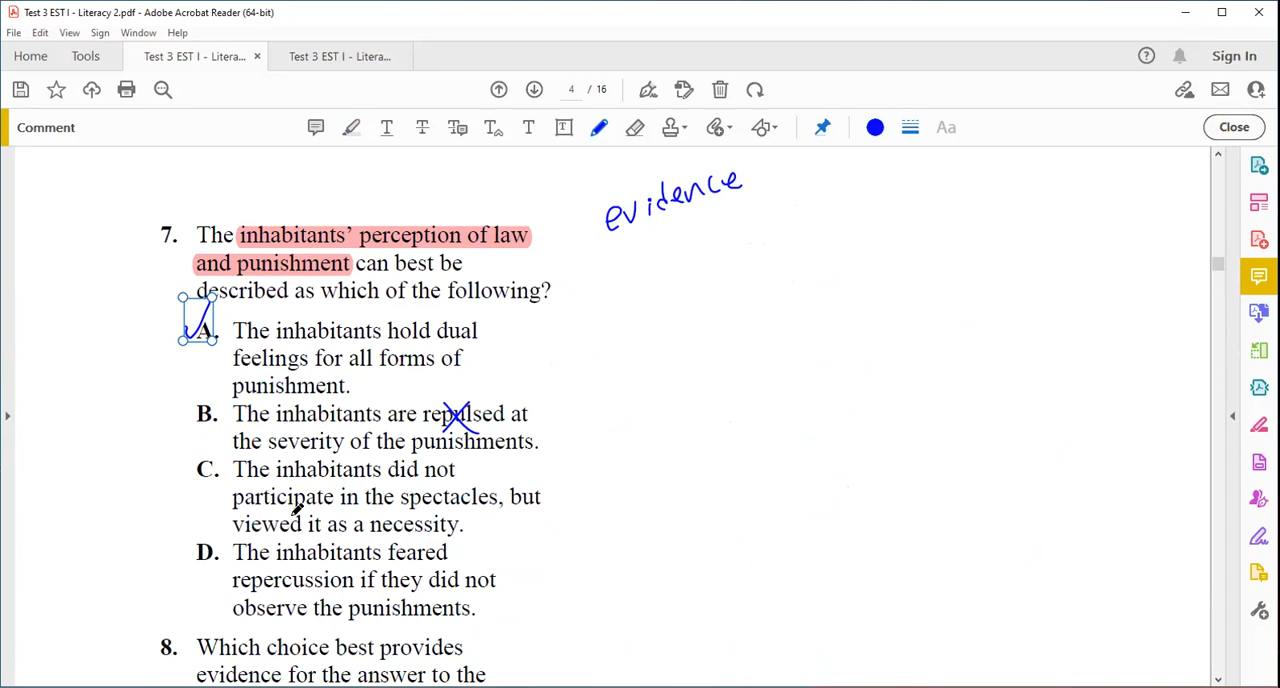 Test 3 EST I - Literacy 2.pdf - Adobe Acrobat Reader (64-bit)
File Edit View Sign Window Help
Home Tools Test 3 EST I - Litera... × Test 3 EST I - Litera... Sign In
4 / 16
Comment Aa Close
evidence
7. The inhabitants’ perception of law
and punishment can best be
described as which of the following?
A. The inhabitants hold dual
feelings for all forms of
punishment.
B. The inhabitants are repulsed at
the severity of the punishments.
C. The inhabitants did not
participate in the spectacles, but
viewed it as a necessity.
D. The inhabitants feared
repercussion if they did not
observe the punishments.
8. Which choice best provides
evidence for the answer to the